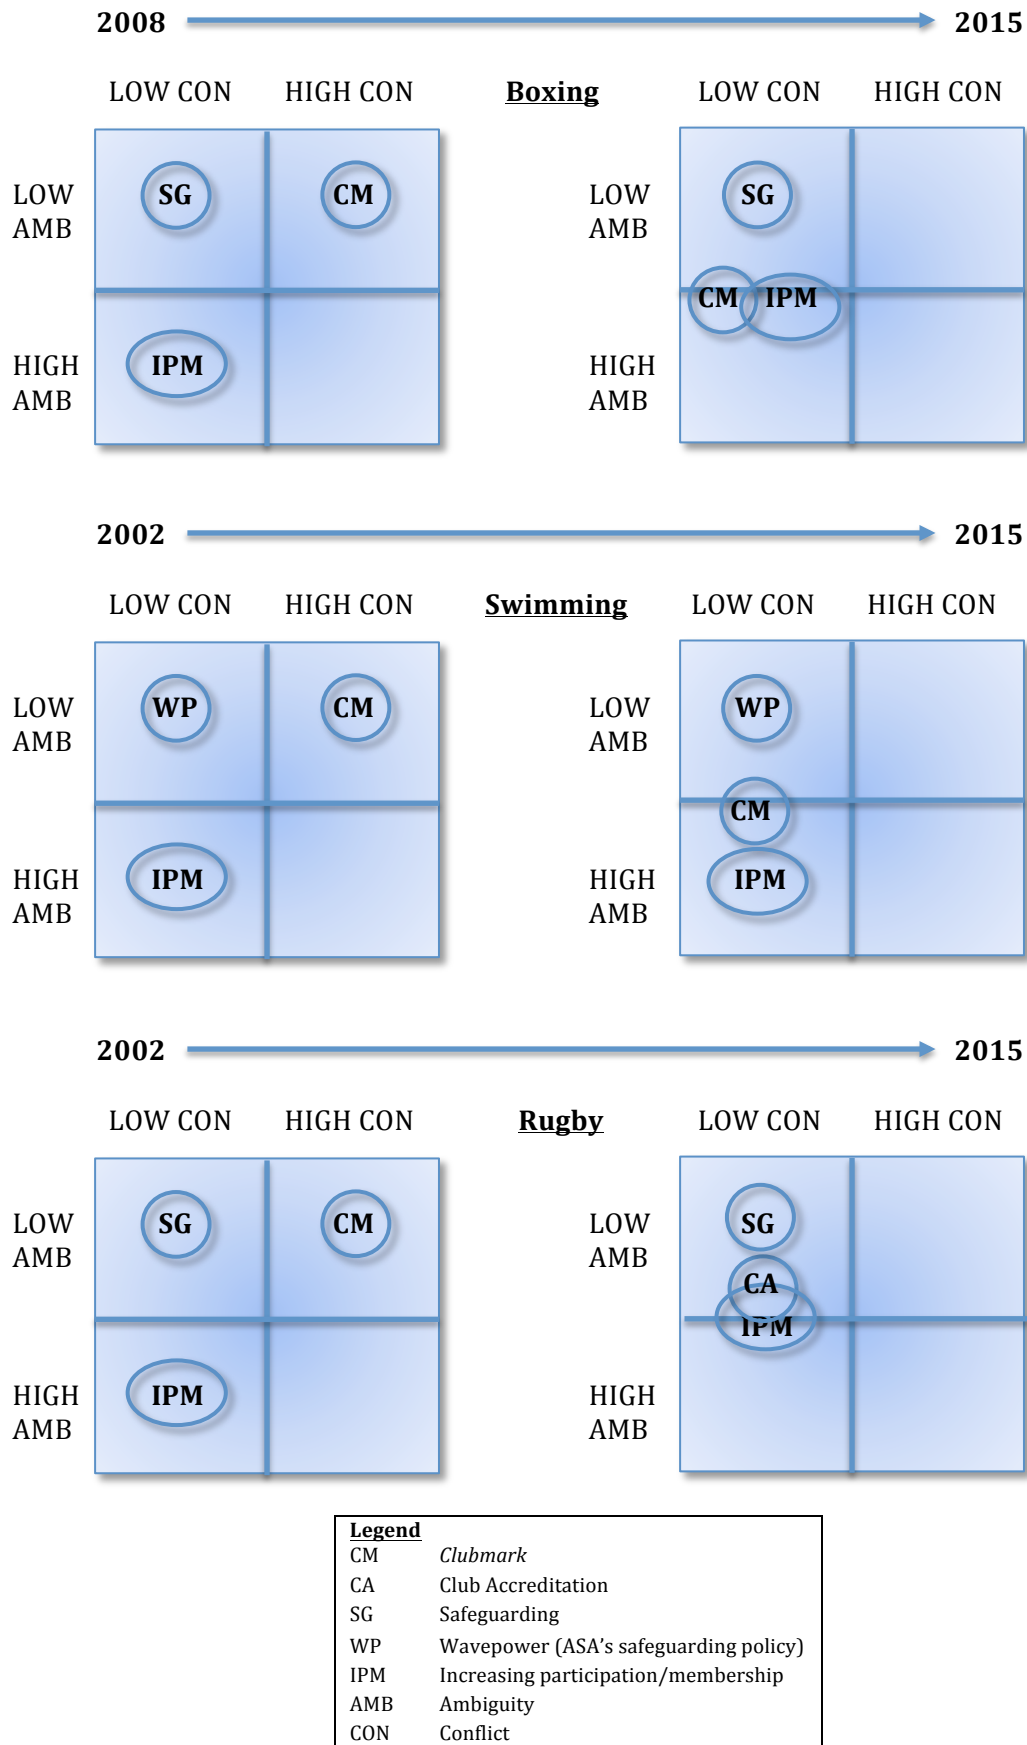 2008 2015
LOW CON HIGH CON Boxing LOW CON HIGH CON
LOW AMB SG CM LOW AMB SG
CM IPM
HIGH AMB IPM HIGH AMB
2002 2015
LOW CON HIGH CON Swimming LOW CON HIGH CON
LOW AMB WP CM LOW AMB WP
CM
HIGH AMB IPM HIGH AMB IPM
2002 2015
LOW CON HIGH CON Rugby LOW CON HIGH CON
LOW AMB SG CM LOW AMB SG
CA
IPM
HIGH AMB IPM HIGH AMB
Legend
CM Clubmark
CA Club Accreditation
SG Safeguarding
WP Wavepower (ASA's safeguarding policy)
IPM Increasing participation/membership
AMB Ambiguity
CON Conflict